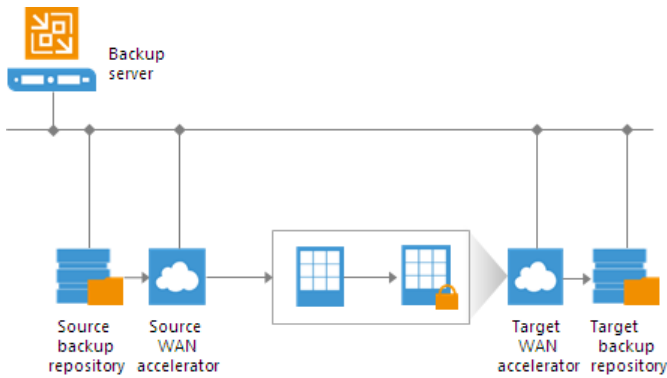 Backup
server
Source
backup
repository
Source
WAN
accelerator
Target
WAN
accelerator
Target
backup
repository